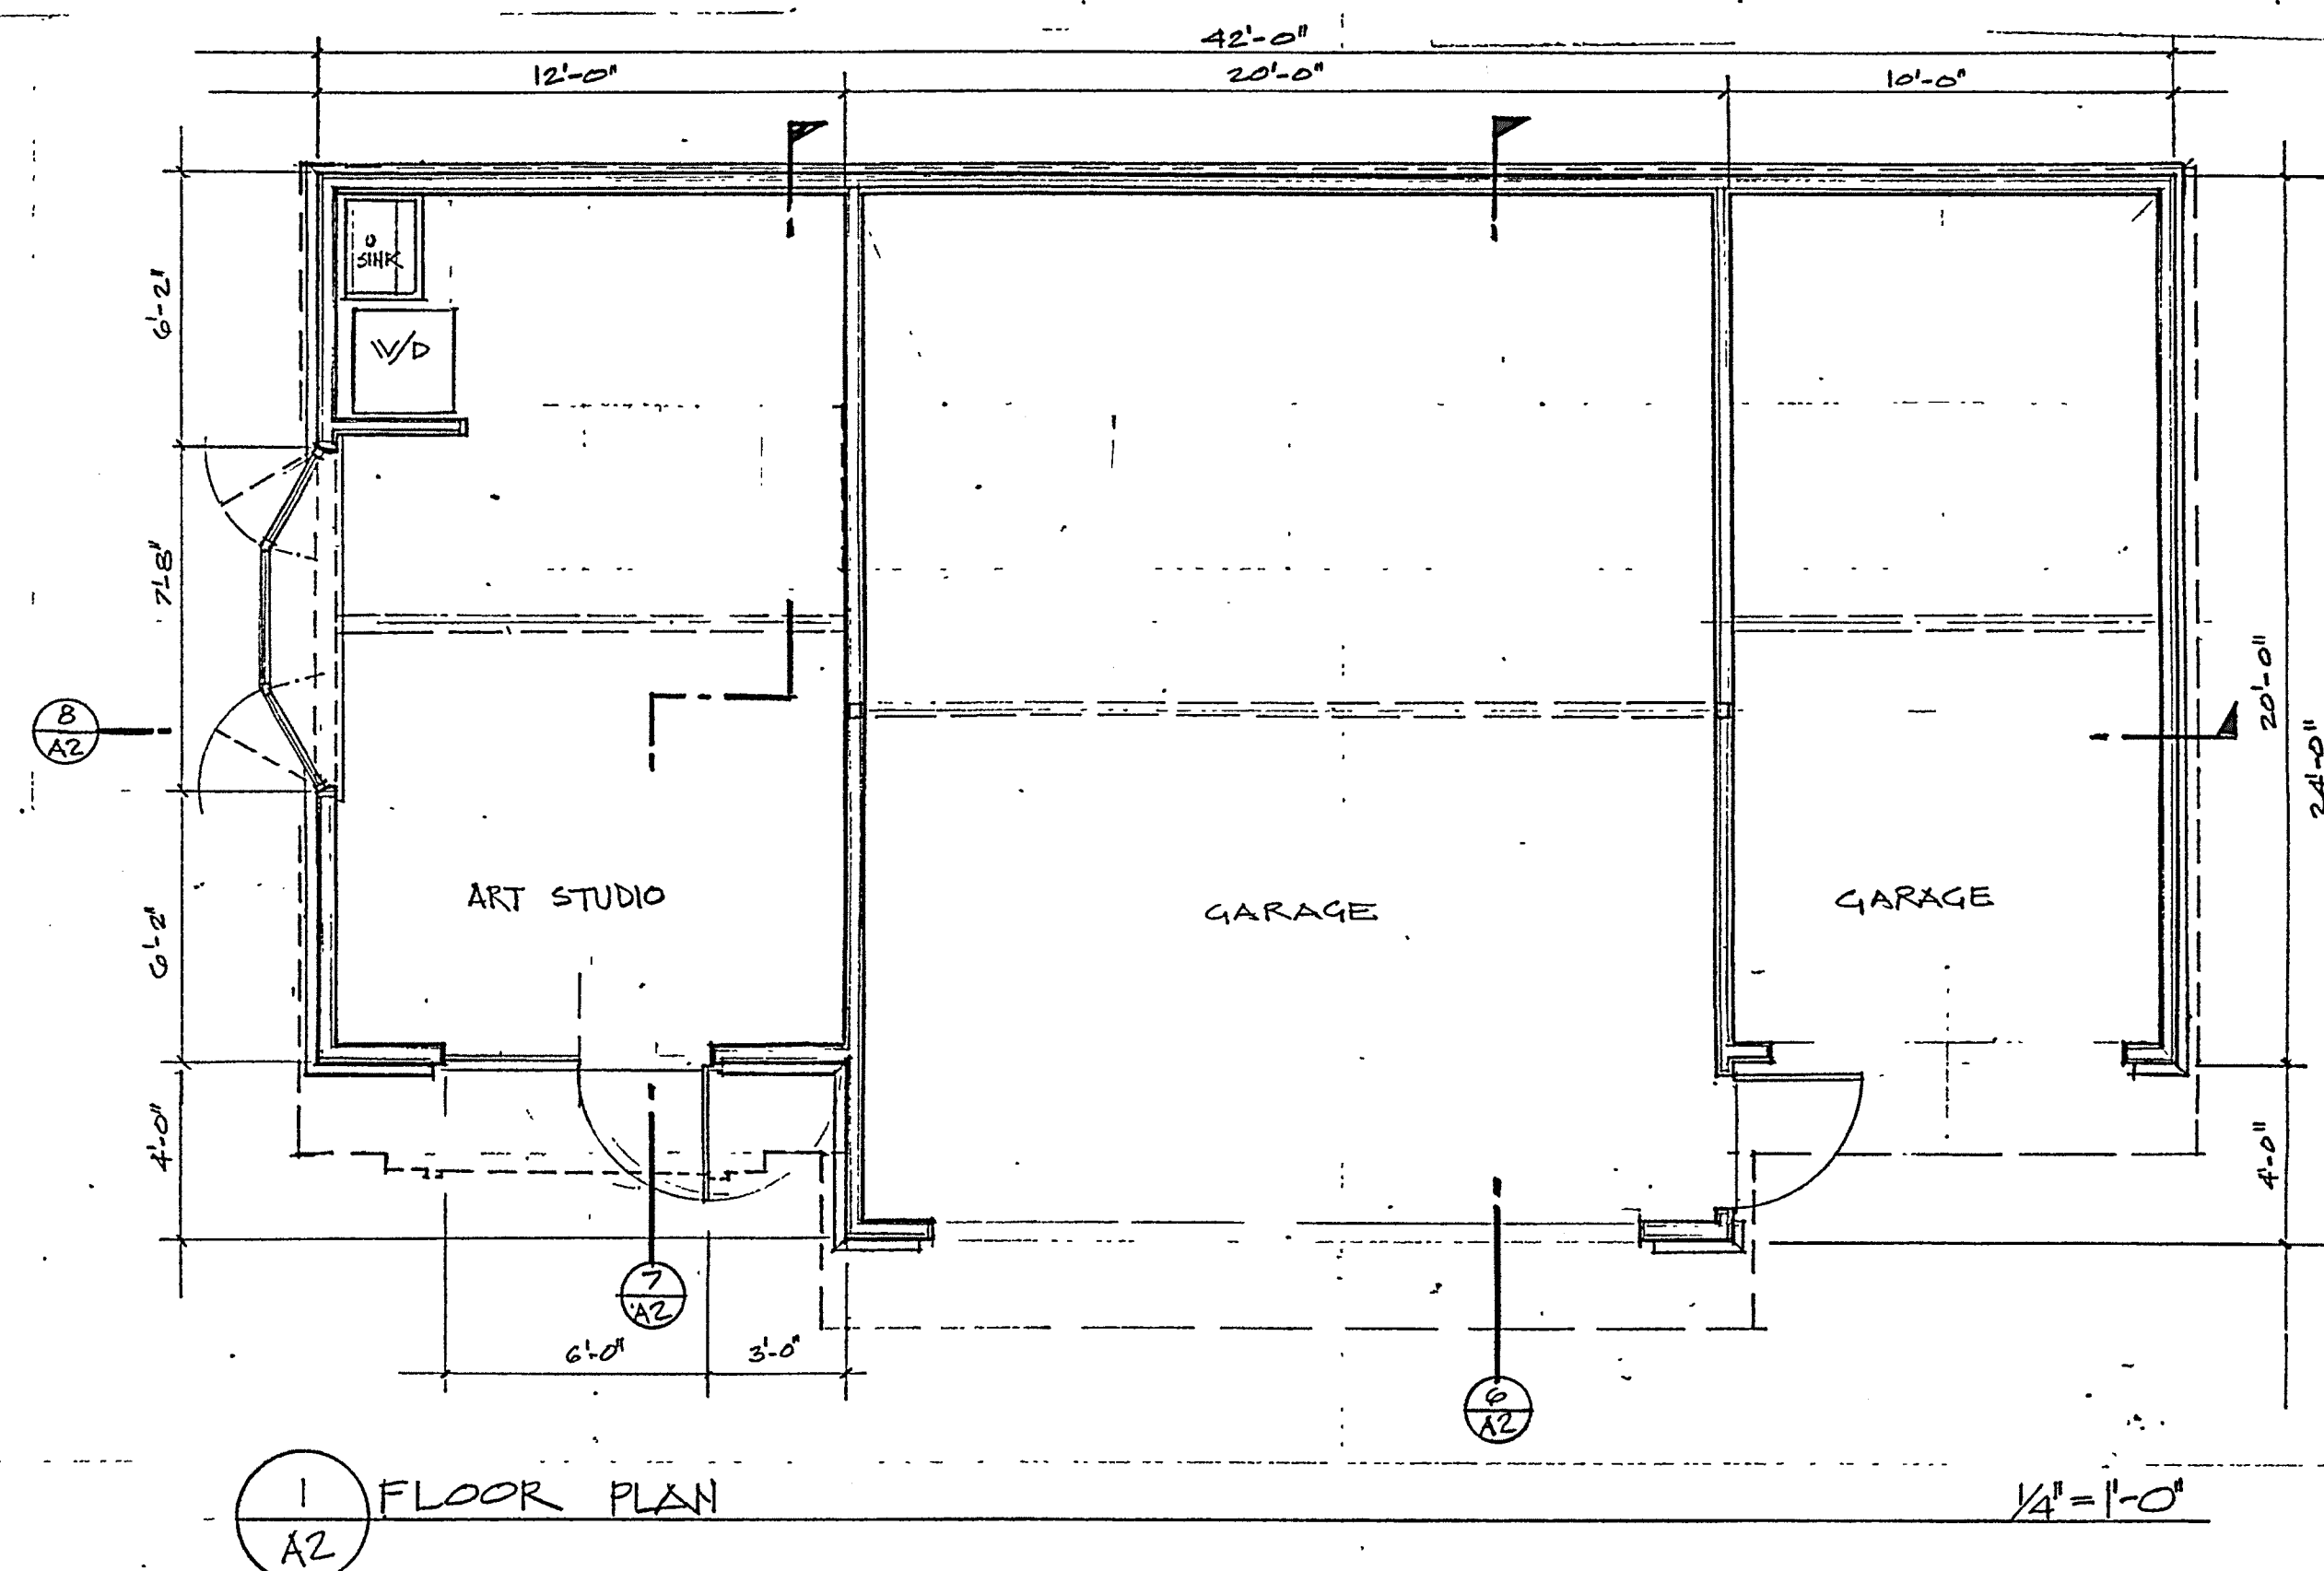 42'-0"
12'-0" 20'-0" 10'-0"
6'-2"
7'-8"
6'-2"
4'-0"
SINK
W/D
8
A2
20'-0"
24'-0"
4'-0"
ART STUDIO
GARAGE
GARAGE
7
A2
6'-0" 3'-0"
6
A2
1
A2
FLOOR PLAN
1/4" = 1'-0"